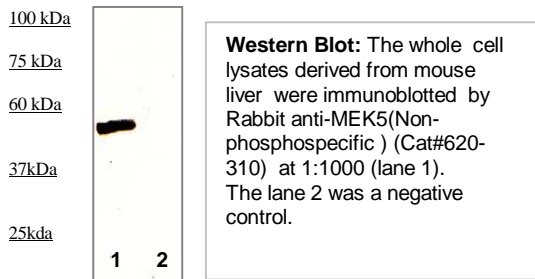 100 kDa
75 kDa
60 kDa
37kDa
25kda
1 2
Western Blot: The whole cell
lysates derived from mouse
liver were immunoblotted by
Rabbit anti-MEK5(Non-
phosphospecific ) (Cat#620-
310) at 1:1000 (lane 1).
The lane 2 was a negative
control.